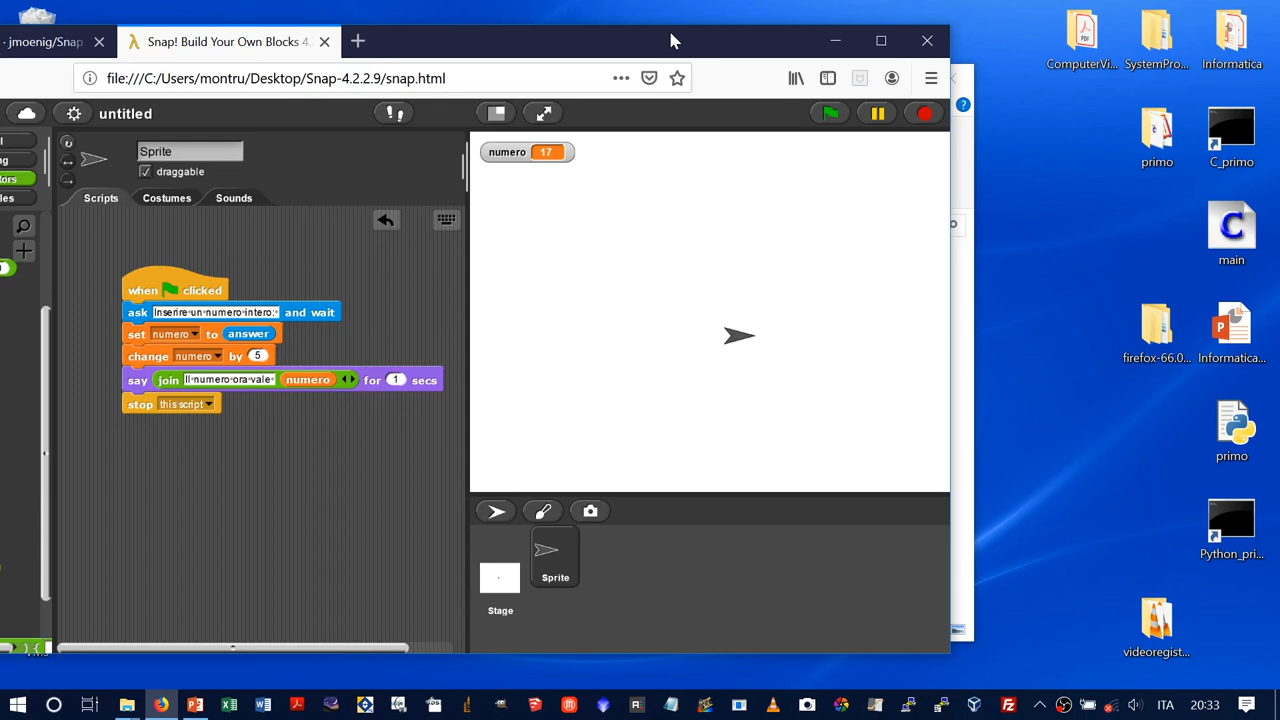 · jmoenig/Snap
Snap! Build Your Own Blocks 4.
file:///C:/Users/montru/Desktop/Snap-4.2.2.9/snap.html
untitled
Sprite
draggable
Scripts Costumes Sounds
when clicked
ask Inserire un numero intero: and wait
set numero to answer
change numero by 5
say join Il numero ora vale numero for 1 secs
stop this script
numero 17
Sprite
Stage
ComputerVi...
SystemPro...
Informatica
primo
C_primo
main
firefox-66.0...
Informatica...
primo
Python_pri...
videoregist...
ITA 20:33